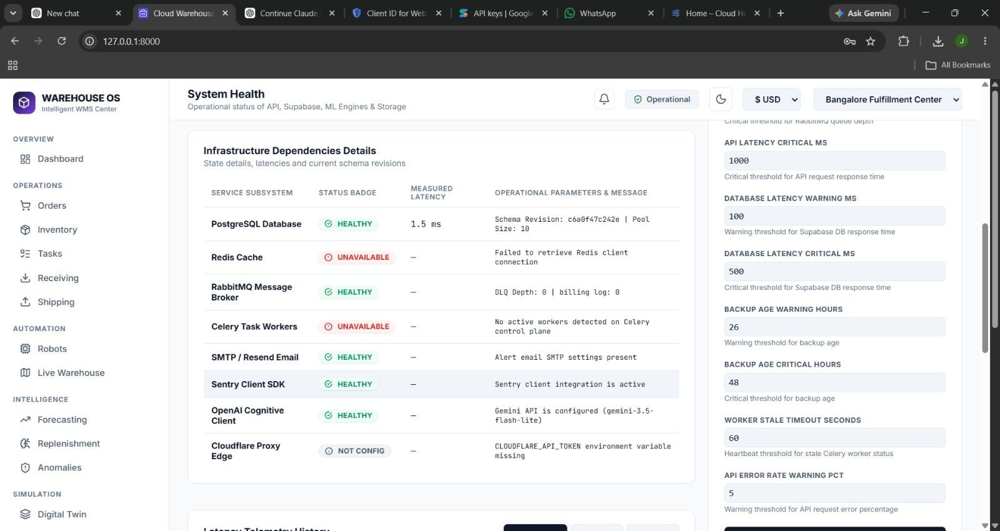 New chat
Cloud Warehouse
Continue Claude
Client ID for Web
API keys | Google
WhatsApp
Home – Cloud Hu
Ask Gemini
127.0.0.1:8000
J
All Bookmarks
WAREHOUSE OS
Intelligent WMS Center
OVERVIEW
Dashboard
OPERATIONS
Orders
Inventory
Tasks
Receiving
Shipping
AUTOMATION
Robots
Live Warehouse
INTELLIGENCE
Forecasting
Replenishment
Anomalies
SIMULATION
Digital Twin
System Health
Operational status of API, Supabase, ML Engines & Storage
Operational
$ USD
Bangalore Fulfillment Center
Infrastructure Dependencies Details
State details, latencies and current schema revisions
SERVICE SUBSYSTEM STATUS BADGE MEASURED LATENCY OPERATIONAL PARAMETERS & MESSAGE
PostgreSQL Database HEALTHY 1.5 ms Schema Revision: c6a0f47c242e | Pool
Size: 10
Redis Cache UNAVAILABLE — Failed to retrieve Redis client
connection
RabbitMQ Message
Broker HEALTHY — DLQ Depth: 0 | billing log: 0
Celery Task Workers UNAVAILABLE — No active workers detected on Celery
control plane
SMTP / Resend Email HEALTHY — Alert email SMTP settings present
Sentry Client SDK HEALTHY — Sentry client integration is active
OpenAI Cognitive
Client HEALTHY — Gemini API is configured (gemini-3.5-
flash-lite)
Cloudflare Proxy
Edge NOT CONFIG — CLOUDFLARE_API_TOKEN environment variable
missing
Latency Telemetry History
Critical threshold for RabbitMQ queue depth
API LATENCY CRITICAL MS
1000
Critical threshold for API request response time
DATABASE LATENCY WARNING MS
100
Warning threshold for Supabase DB response time
DATABASE LATENCY CRITICAL MS
500
Critical threshold for Supabase DB response time
BACKUP AGE WARNING HOURS
26
Warning threshold for backup age
BACKUP AGE CRITICAL HOURS
48
Critical threshold for backup age
WORKER STALE TIMEOUT SECONDS
60
Heartbeat threshold for stale Celery worker status
API ERROR RATE WARNING PCT
5
Warning threshold for API request error percentage